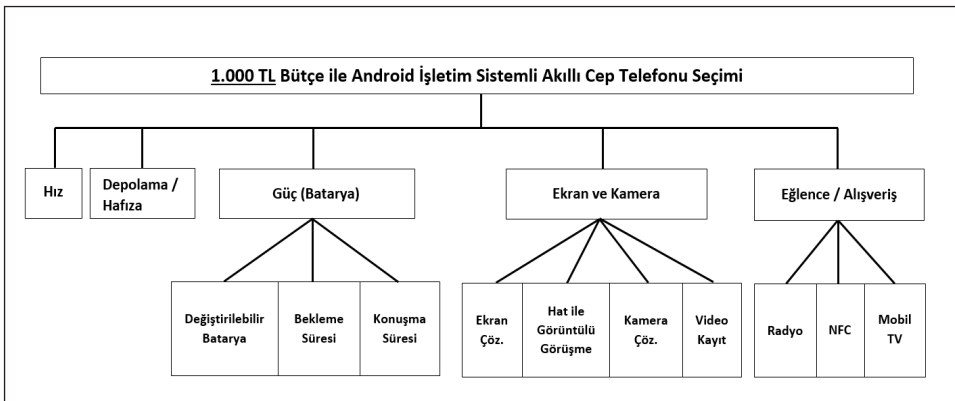 1.000 TL Bütçe ile Android İşletim Sistemli Akıllı Cep Telefonu Seçimi
Hız
Depolama /
Hafıza
Güç (Batarya)
Ekran ve Kamera
Eğlence / Alışveriş
Değiştirilebilir
Batarya
Bekleme
Süresi
Konuşma
Süresi
Ekran
Çöz.
Hat ile
Görüntülü
Görüşme
Kamera
Çöz.
Video
Kayıt
Radyo
NFC
Mobil
TV